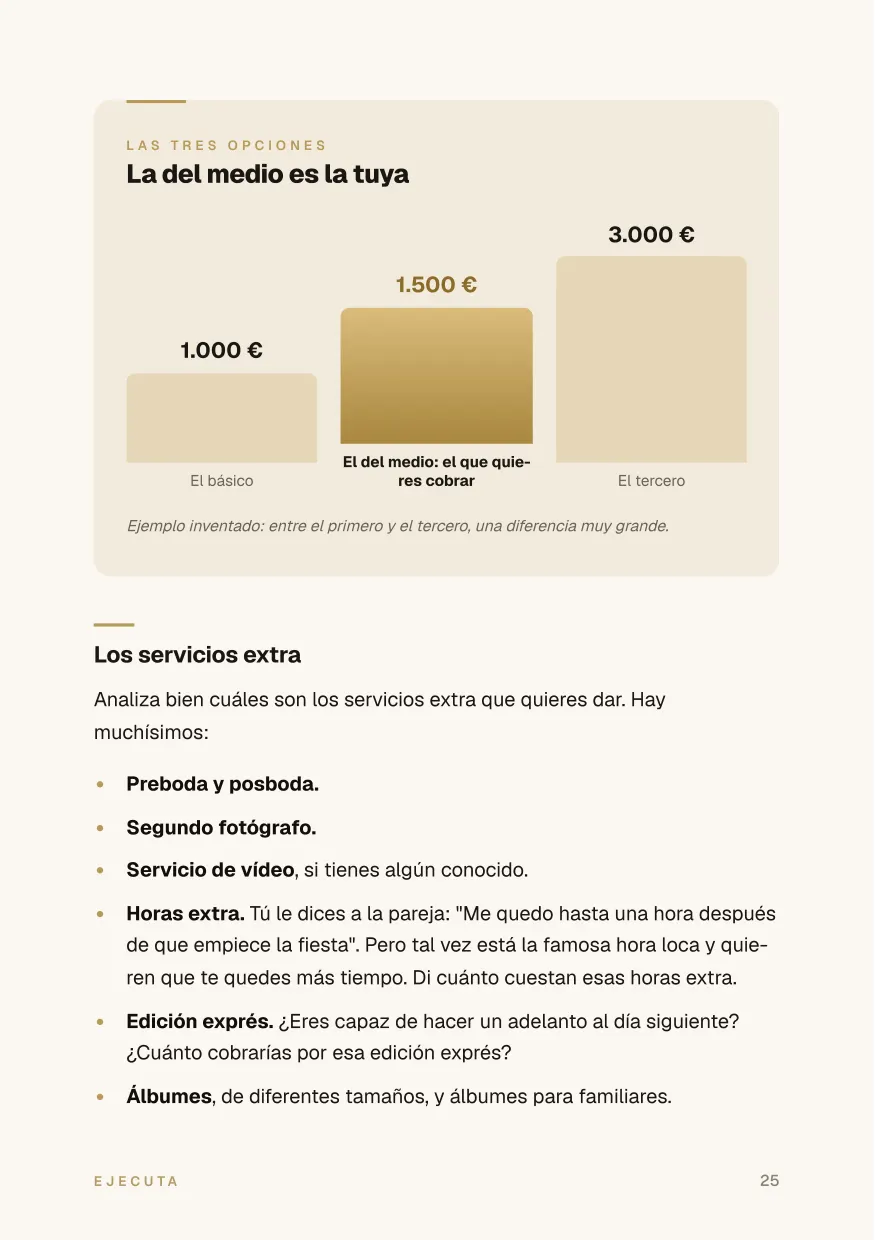 LAS TRES OPCIONES
La del medio es la tuya
3.000 €
1.500 €
1.000 €
El básico
El del medio: el que quie-
res cobrar
El tercero
Ejemplo inventado: entre el primero y el tercero, una diferencia muy grande.
Los servicios extra
Analiza bien cuáles son los servicios extra que quieres dar. Hay
muchísimos:
• Preboda y posboda.
• Segundo fotógrafo.
• Servicio de vídeo, si tienes algún conocido.
• Horas extra. Tú le dices a la pareja: "Me quedo hasta una hora después
de que empiece la fiesta". Pero tal vez está la famosa hora loca y quie-
ren que te quedes más tiempo. Di cuánto cuestan esas horas extra.
• Edición exprés. ¿Eres capaz de hacer un adelanto al día siguiente?
¿Cuánto cobrarías por esa edición exprés?
• Álbumes, de diferentes tamaños, y álbumes para familiares.
EJECUTA
25